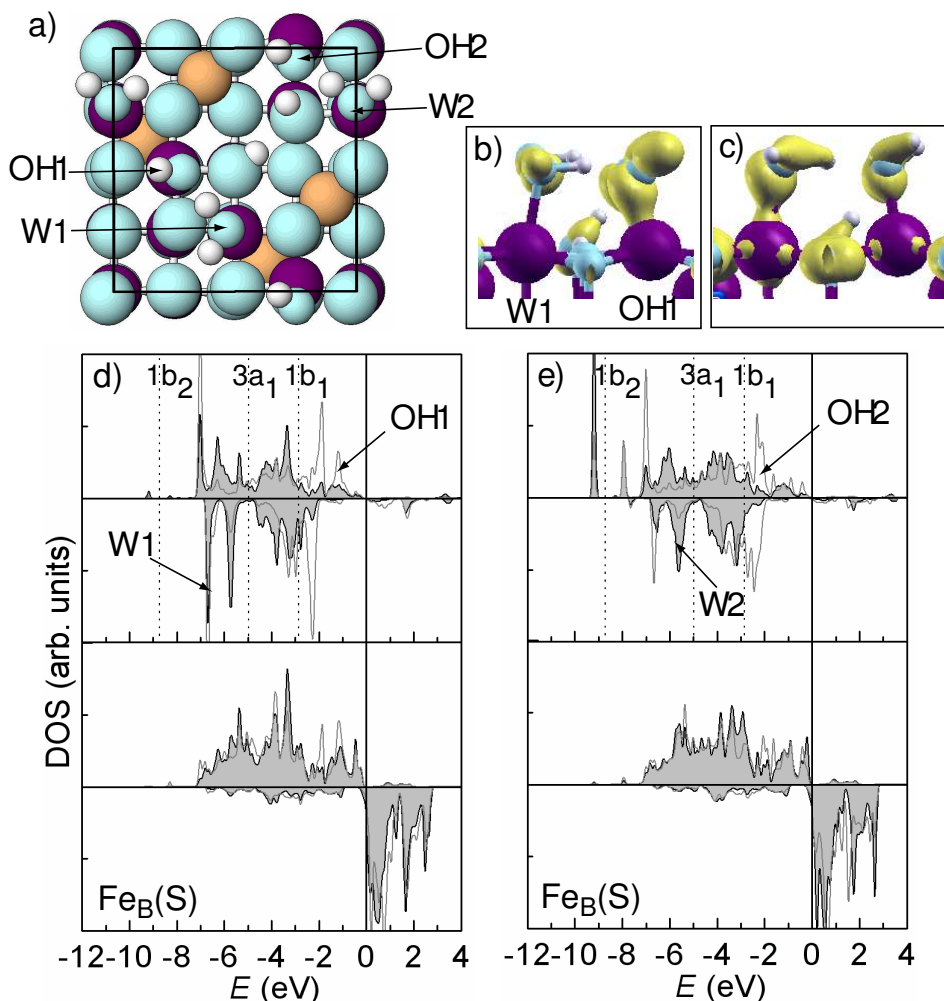 a)
OH2
W2
OH1
W1
b)
W1
OH1
c)
d)
1b2
3a1
1b1
OH1
W1
e)
1b2
3a1
1b1
OH2
W2
DOS (arb. units)
FeB(S)
FeB(S)
-12 -10 -8 -6 -4 -2 0 2 4
-12 -10 -8 -6 -4 -2 0 2 4
E (eV)
E (eV)